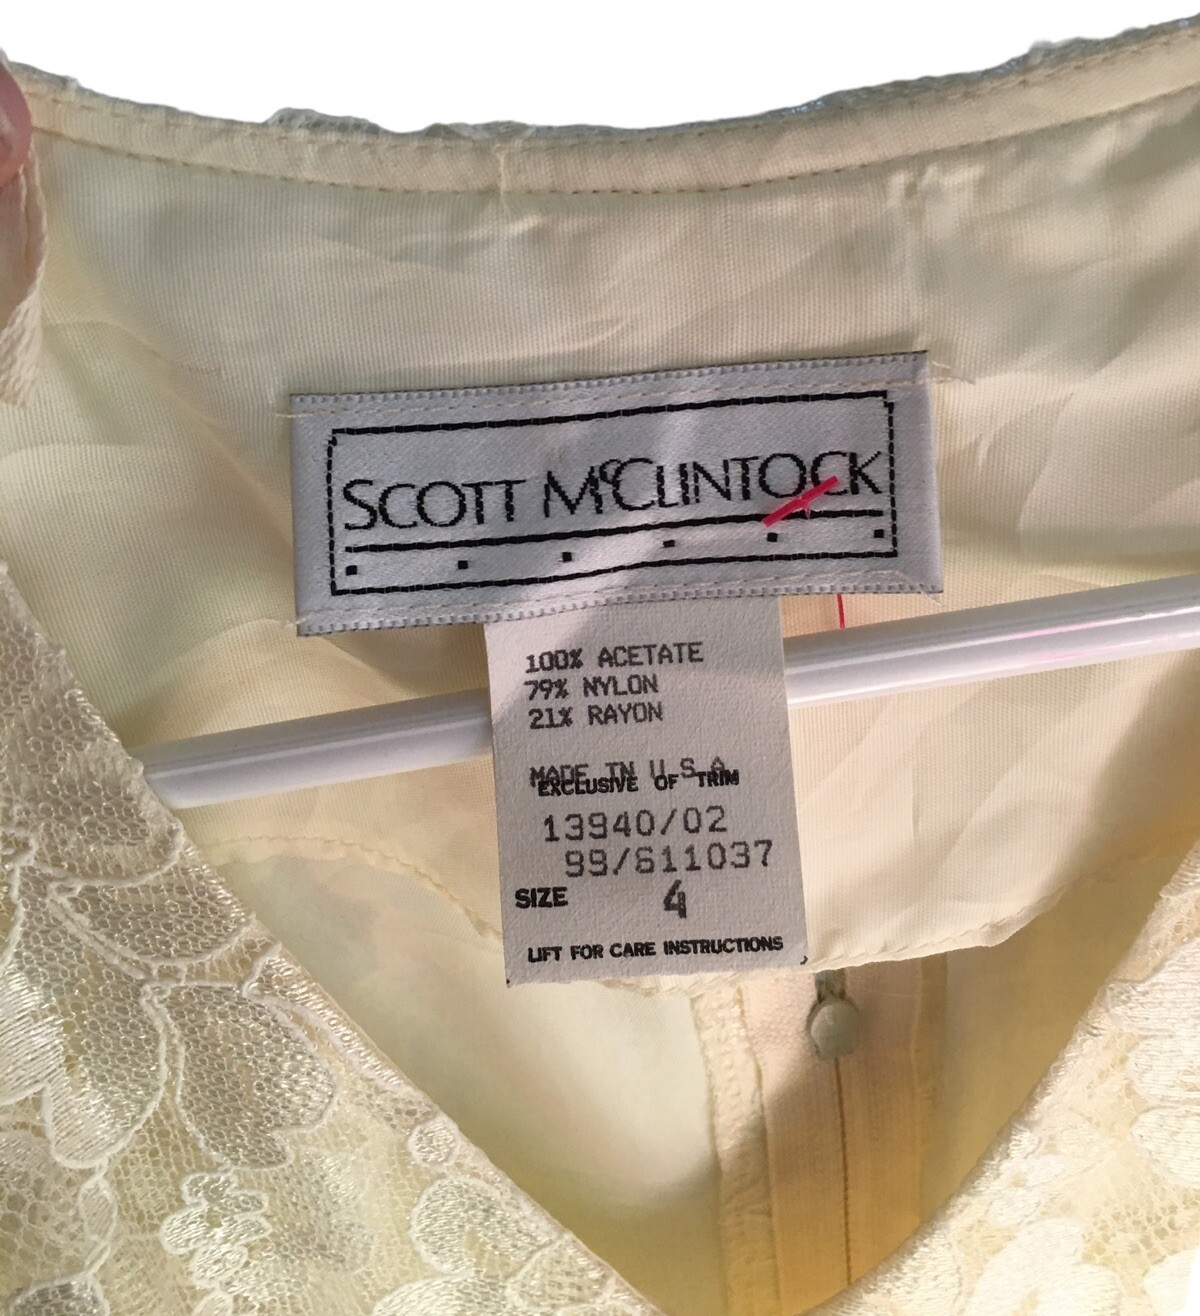 SCOTT McCLINTOCK
100% ACETATE
79% NYLON
21% RAYON
MADE IN U.S.A.
EXCLUSIVE OF TRIM
13940/02
99/611037
SIZE 4
LIFT FOR CARE INSTRUCTIONS